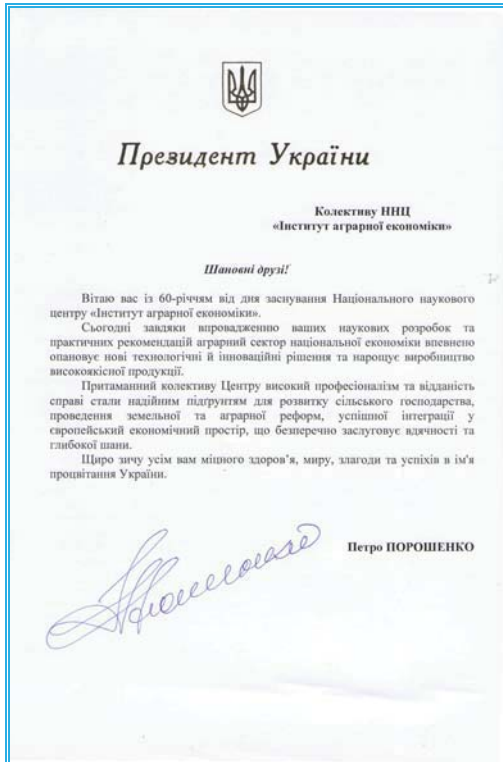 Президент України
Колективу ННЦ
«Інститут аграрної економіки»
Шановні друзі!
Вітаю вас із 60-річчям від дня заснування Національного наукового
центру «Інститут аграрної економіки».
Сьогодні завдяки впровадженню ваших наукових розробок та
практичних рекомендацій аграрний сектор національної економіки впевнено
опановує нові технологічні й інноваційні рішення та нарощує виробництво
високоякісної продукції.
Притаманний колективу Центру високий професіоналізм та відданість
справі стали надійним підґрунтям для розвитку сільського господарства,
проведення земельної та аграрної реформ, успішної інтеграції у
європейський економічний простір, що безперечно заслуговує вдячності та
глибокої шани.
Щиро зичу усім вам міцного здоров'я, миру, злагоди та успіхів в ім'я
процвітання України.
Петро ПОРОШЕНКО